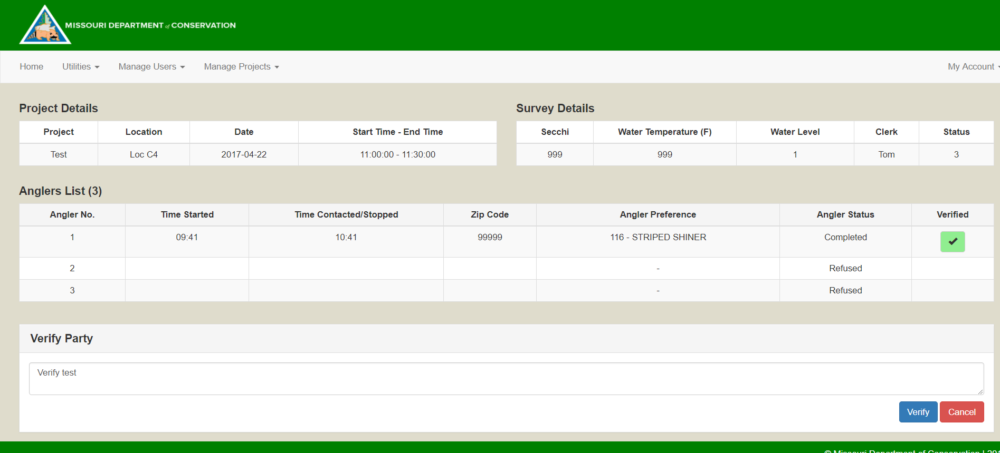 MISSOURI DEPARTMENT of CONSERVATION
Home Utilities Manage Users Manage Projects My Account
Project Details
Project Location Date Start Time - End Time
Test Loc C4 2017-04-22 11:00:00 - 11:30:00
Survey Details
Secchi Water Temperature (F) Water Level Clerk Status
999 999 1 Tom 3
Anglers List (3)
Angler No. Time Started Time Contacted/Stopped Zip Code Angler Preference Angler Status Verified
1 09:41 10:41 99999 116 - STRIPED SHINER Completed
2 - Refused
3 - Refused
Verify Party
Verify test
Verify Cancel
© Missouri Department of Conservation | 201